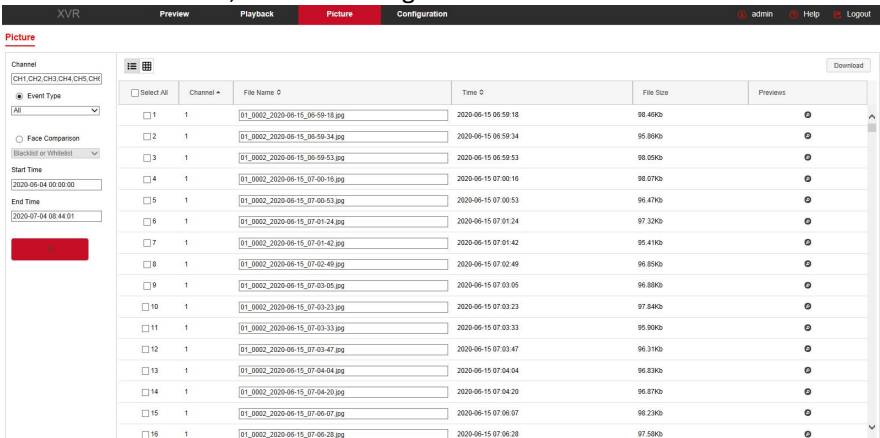 XVR Preview Playback Picture Configuration admin Help Logout
Picture
Channel
CH1,CH2,CH3,CH4,CH5,CH6
Event Type
All
Face Comparison
Blacklist or Whitelist
Start Time
2020-06-04 00:00:00
End Time
2020-07-04 08:44:01
Download
Select All Channel File Name Time File Size Previews
1 1 01_0002_2020-06-15_06-59-18.jpg 2020-06-15 06:59:18 98.46Kb
2 1 01_0002_2020-06-15_06-59-34.jpg 2020-06-15 06:59:34 95.86Kb
3 1 01_0002_2020-06-15_06-59-53.jpg 2020-06-15 06:59:53 98.05Kb
4 1 01_0002_2020-06-15_07-00-16.jpg 2020-06-15 07:00:16 98.07Kb
5 1 01_0002_2020-06-15_07-00-53.jpg 2020-06-15 07:00:53 96.47Kb
6 1 01_0002_2020-06-15_07-01-24.jpg 2020-06-15 07:01:24 97.32Kb
7 1 01_0002_2020-06-15_07-01-42.jpg 2020-06-15 07:01:42 95.41Kb
8 1 01_0002_2020-06-15_07-02-49.jpg 2020-06-15 07:02:49 96.85Kb
9 1 01_0002_2020-06-15_07-03-05.jpg 2020-06-15 07:03:05 96.88Kb
10 1 01_0002_2020-06-15_07-03-23.jpg 2020-06-15 07:03:23 97.84Kb
11 1 01_0002_2020-06-15_07-03-33.jpg 2020-06-15 07:03:33 95.90Kb
12 1 01_0002_2020-06-15_07-03-47.jpg 2020-06-15 07:03:47 96.31Kb
13 1 01_0002_2020-06-15_07-04-04.jpg 2020-06-15 07:04:04 96.83Kb
14 1 01_0002_2020-06-15_07-04-20.jpg 2020-06-15 07:04:20 96.87Kb
15 1 01_0002_2020-06-15_07-06-07.jpg 2020-06-15 07:06:07 98.23Kb
16 1 01_0002_2020-06-15_07-06-28.jpg 2020-06-15 07:06:28 97.58Kb